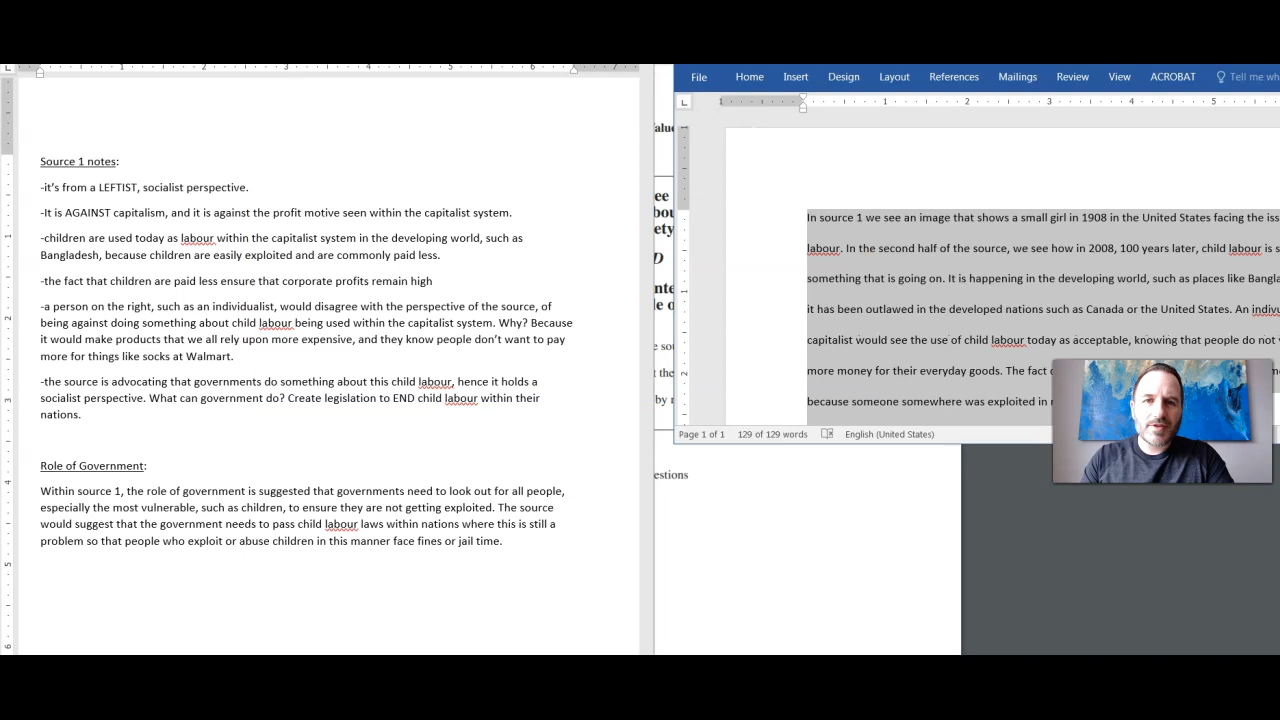 Source 1 notes:
-it's from a LEFTIST, socialist perspective.
-It is AGAINST capitalism, and it is against the profit motive seen within the capitalist system.
-children are used today as labour within the capitalist system in the developing world, such as
Bangladesh, because children are easily exploited and are commonly paid less.
-the fact that children are paid less ensure that corporate profits remain high
-a person on the right, such as an individualist, would disagree with the perspective of the source, of
being against doing something about child labour being used within the capitalist system. Why? Because
it would make products that we all rely upon more expensive, and they know people don't want to pay
more for things like socks at Walmart.
-the source is advocating that governments do something about this child labour, hence it holds a
socialist perspective. What can government do? Create legislation to END child labour within their
nations.
Role of Government:
Within source 1, the role of government is suggested that governments need to look out for all people,
especially the most vulnerable, such as children, to ensure they are not getting exploited. The source
would suggest that the government needs to pass child labour laws within nations where this is still a
problem so that people who exploit or abuse children in this manner face fines or jail time.
File Home Insert Design Layout References Mailings Review View ACROBAT Tell me
In source 1 we see an image that shows a small girl in 1908 in the United States facing the
labour. In the second half of the source, we see how in 2008, 100 years later, child labour is
something that is going on. It is happening in the developing world, such as places like
it has been outlawed in the developed nations such as Canada or the United States. An
capitalist would see the use of child labour today as acceptable, knowing that people do not
more money for their everyday goods. The fact
because someone somewhere was exploited in
Page 1 of 1 129 of 129 words English (United States)